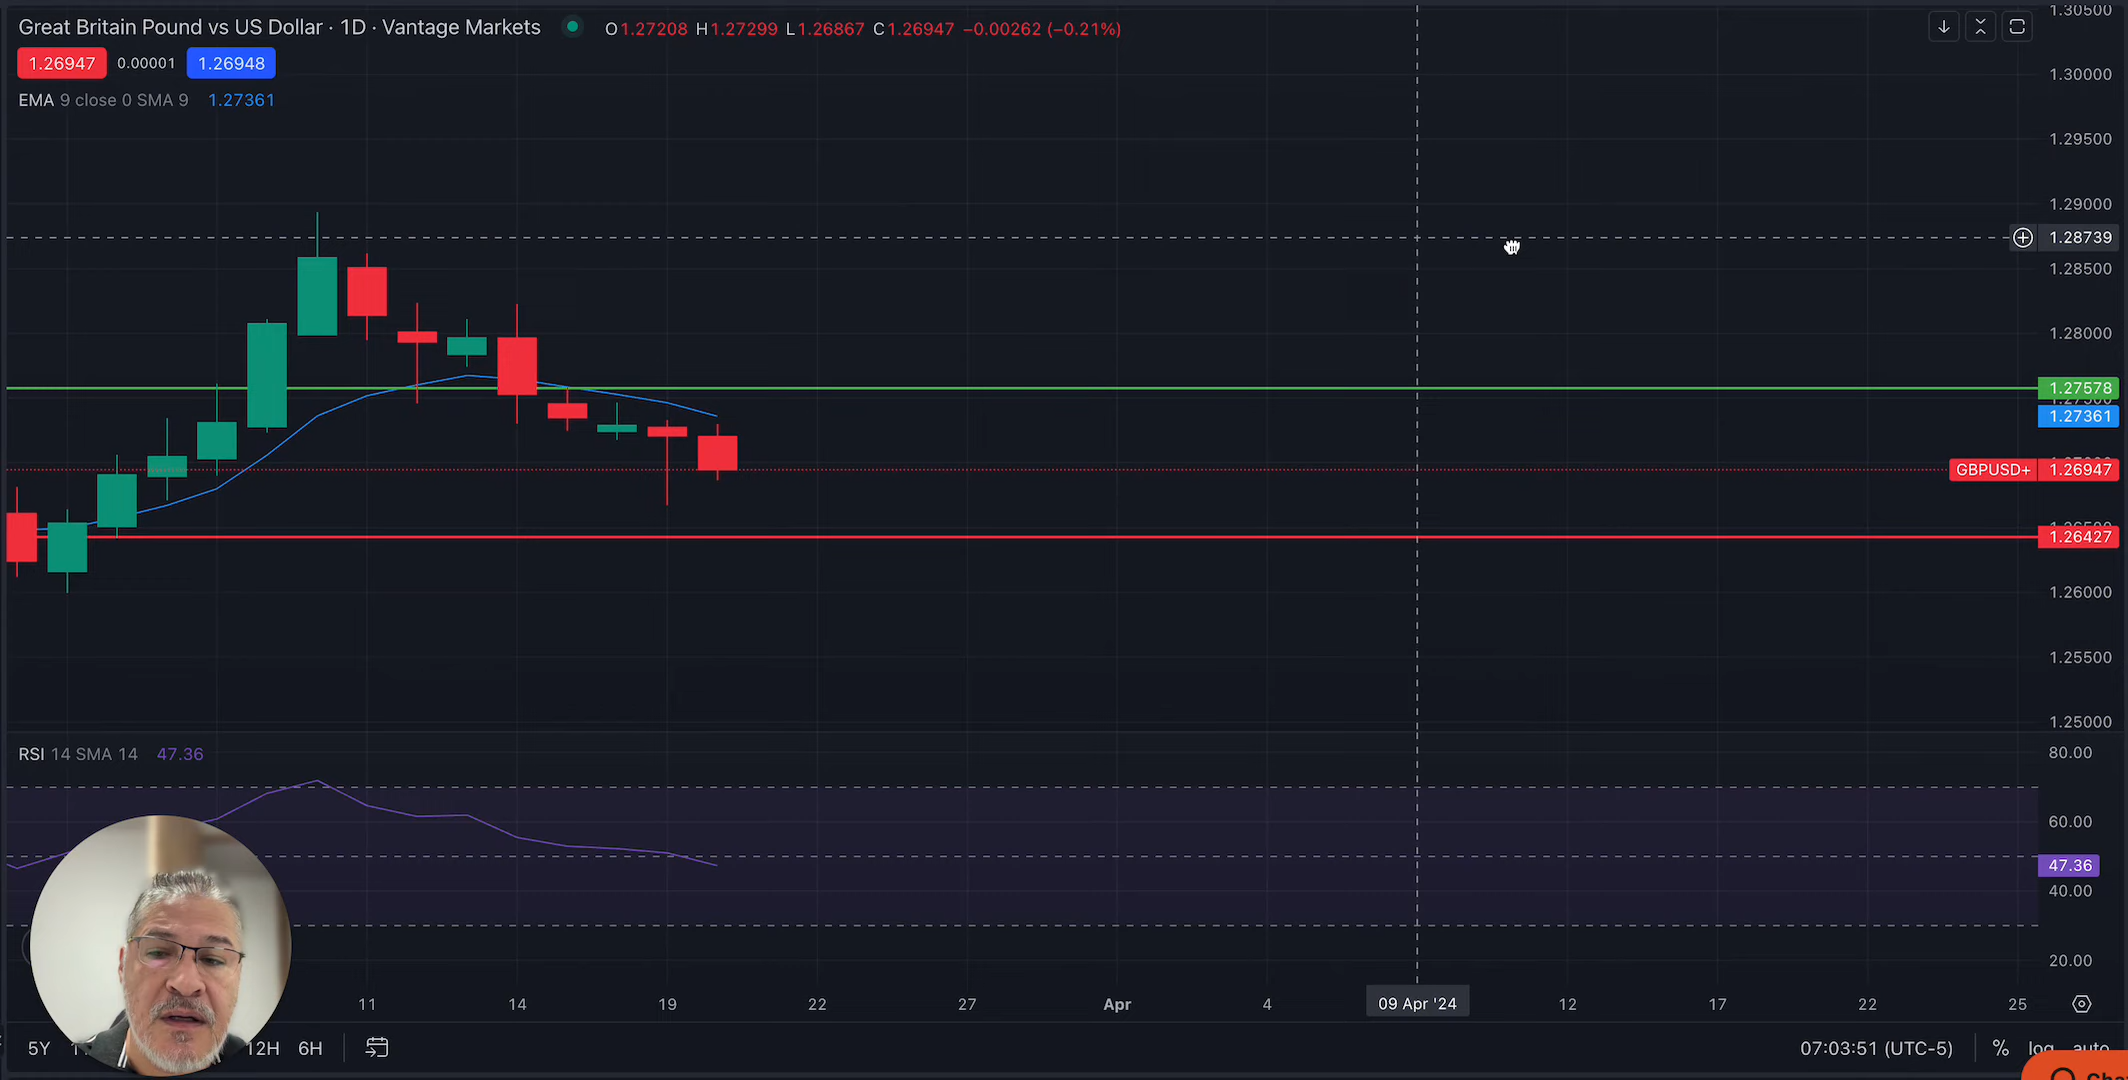 Great Britain Pound vs US Dollar · 1D · Vantage Markets O1.27208 H1.27299 L1.26867 C1.26947 −0.00262 (−0.21%)
1.26947 0.00001 1.26948
EMA 9 close 0 SMA 9 1.27361
1.30500
1.30000
1.29500
1.29000
1.28739
1.28500
1.28000
1.27578
1.27500
1.27361
GBPUSD+ 1.26947
1.26500
1.26427
1.26000
1.25500
1.25000
RSI 14 SMA 14 47.36
80.00
60.00
47.36
40.00
20.00
11 14 19 22 27 Apr 4 09 Apr '24 12 17 22 25
5Y 12H 6H 07:03:51 (UTC-5) % log auto